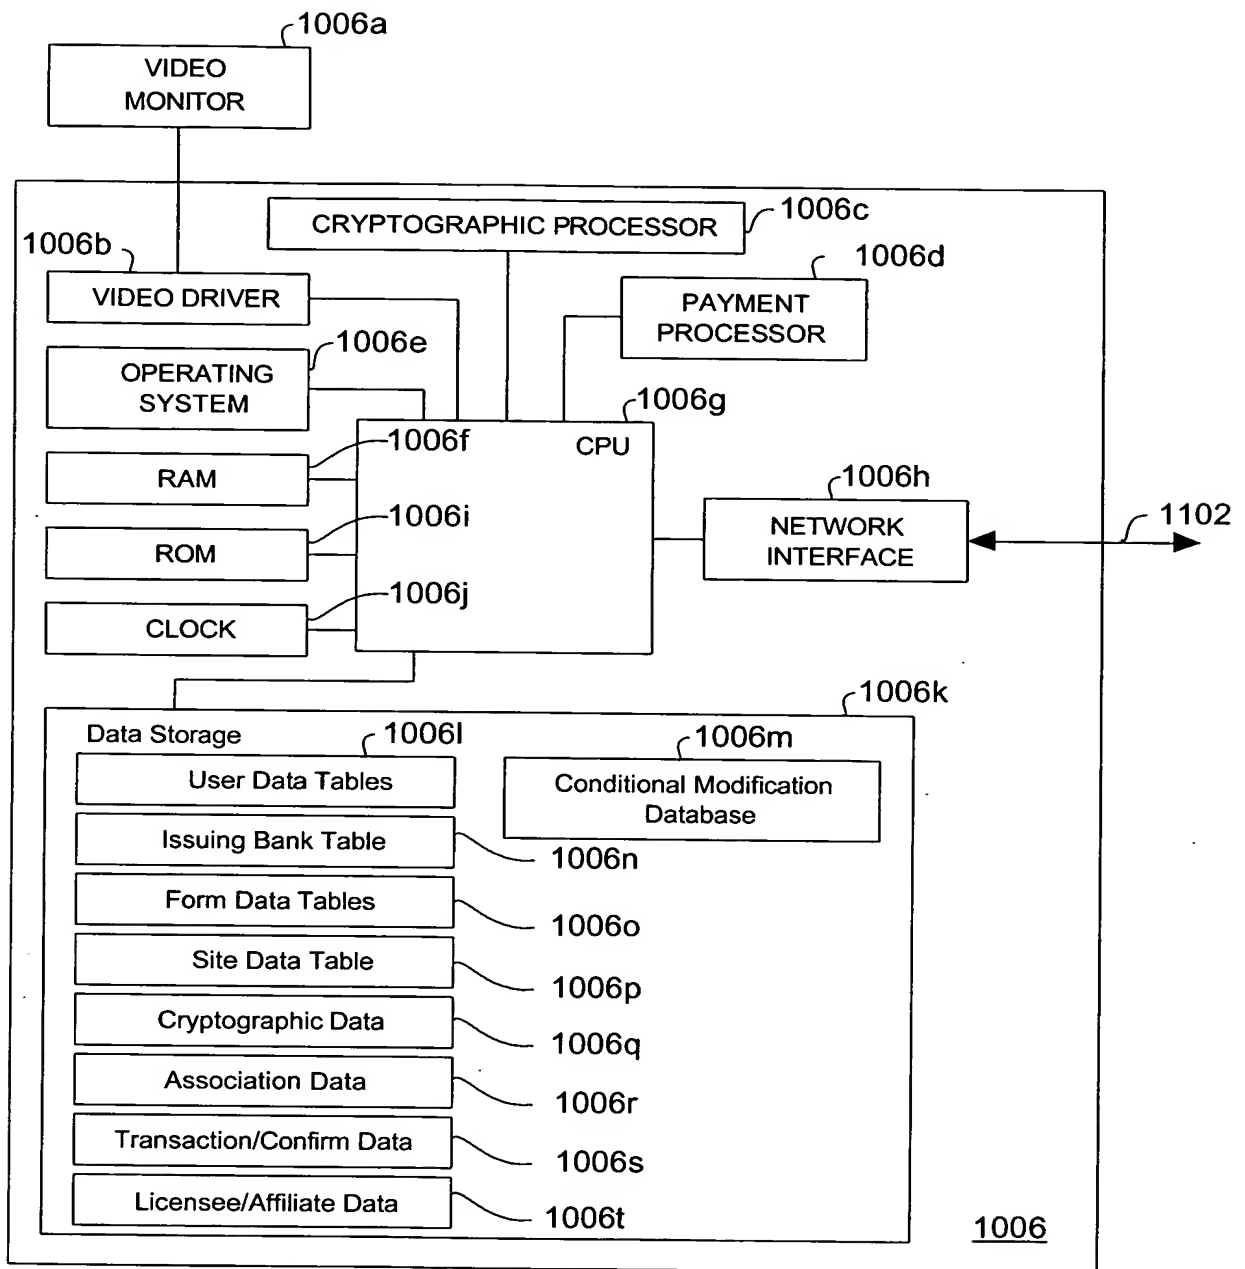 1006a
VIDEO
MONITOR
CRYPTOGRAPHIC PROCESSOR
1006c
1006b
1006d
VIDEO DRIVER
PAYMENT
PROCESSOR
1006e
OPERATING
SYSTEM
1006g
1006f
CPU
RAM
1006h
1006i
1102
NETWORK
INTERFACE
ROM
1006j
CLOCK
1006k
Data Storage
1006l
1006m
User Data Tables
Conditional Modification
Database
Issuing Bank Table
1006n
Form Data Tables
1006o
Site Data Table
1006p
Cryptographic Data
1006q
Association Data
1006r
Transaction/Confirm Data
1006s
Licensee/Affiliate Data
1006t
1006